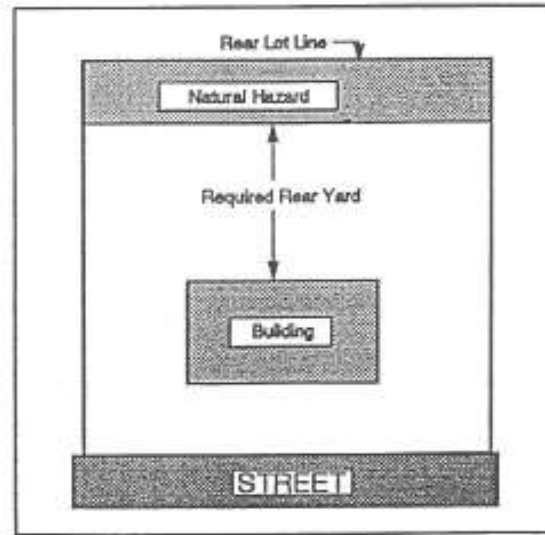 Rear Lot Line
Natural Hazard
Required Rear Yard
Building
STREET